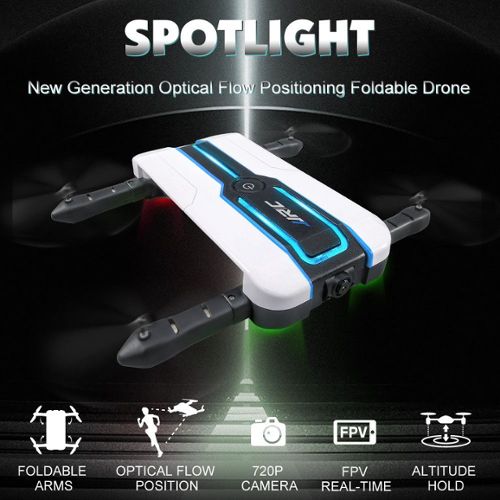 SPOTLIGHT
New Generation Optical Flow Positioning Foldable Drone
JJRC
FPV
FOLDABLE ARMS
OPTICAL FLOW POSITION
720P CAMERA
FPV REAL-TIME
ALTITUDE HOLD